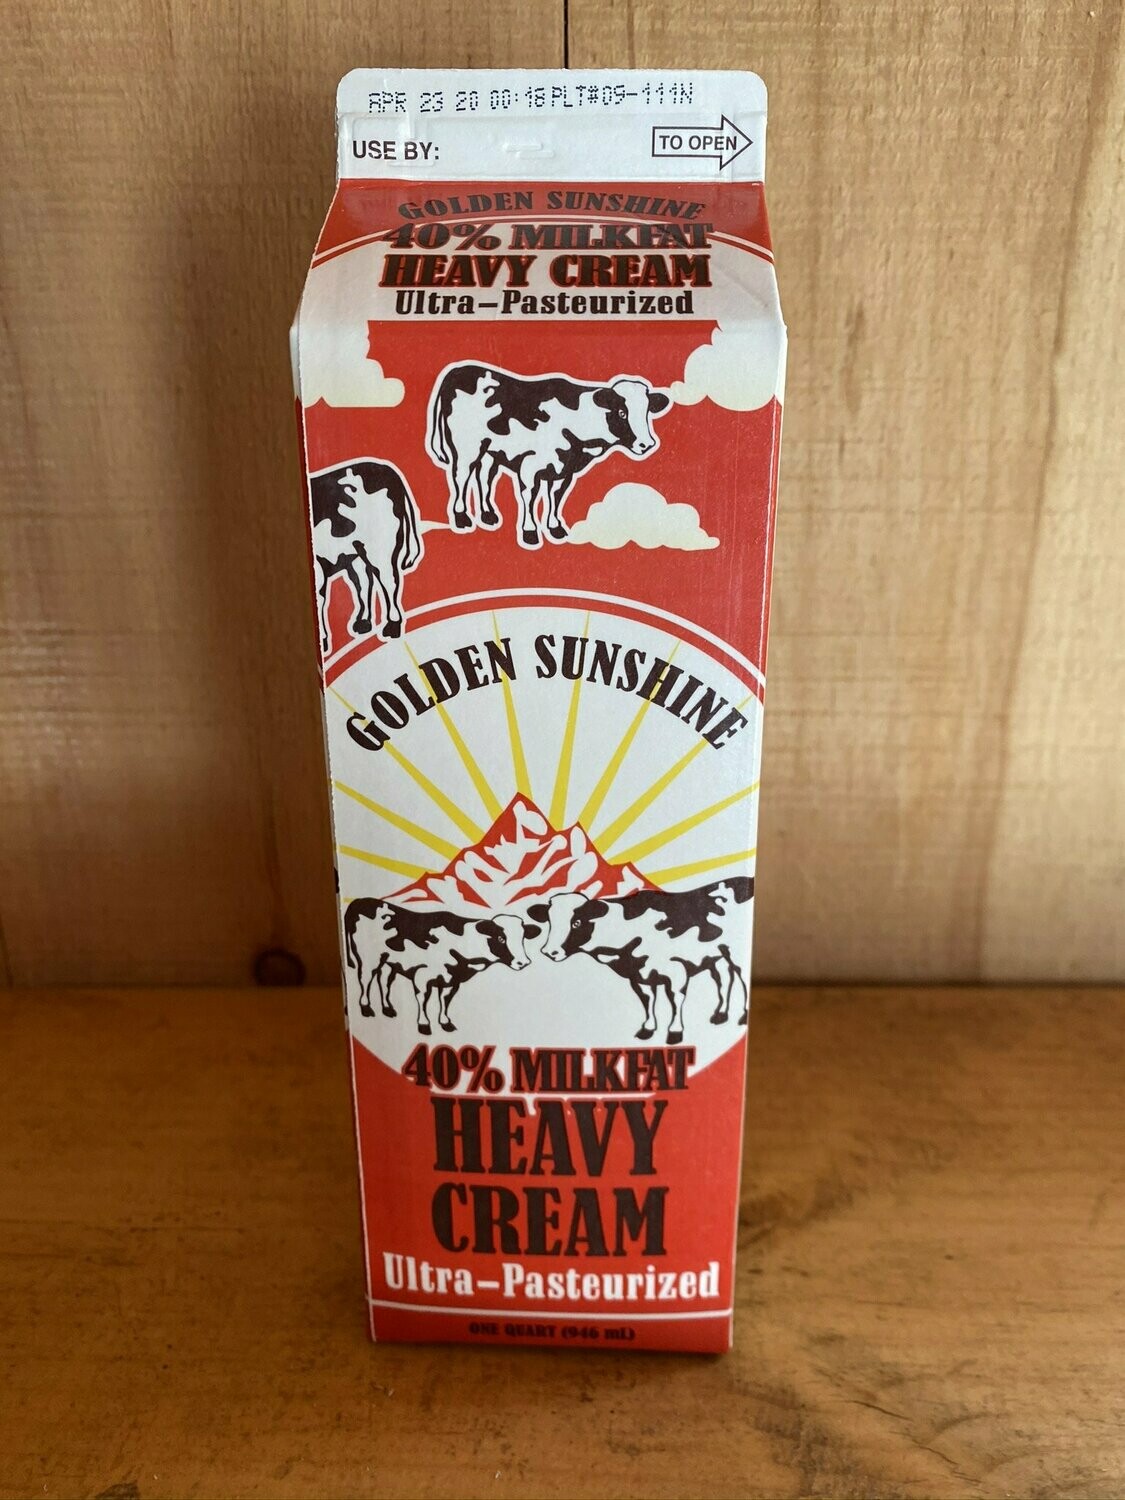 APR 23 20 00:18 PLT#09-111N
USE BY:
TO OPEN
GOLDEN SUNSHINE
40% MILKFAT
HEAVY CREAM
Ultra-Pasteurized
GOLDEN SUNSHINE
40% MILKFAT
HEAVY
CREAM
Ultra-Pasteurized
ONE QUART (946 mL)